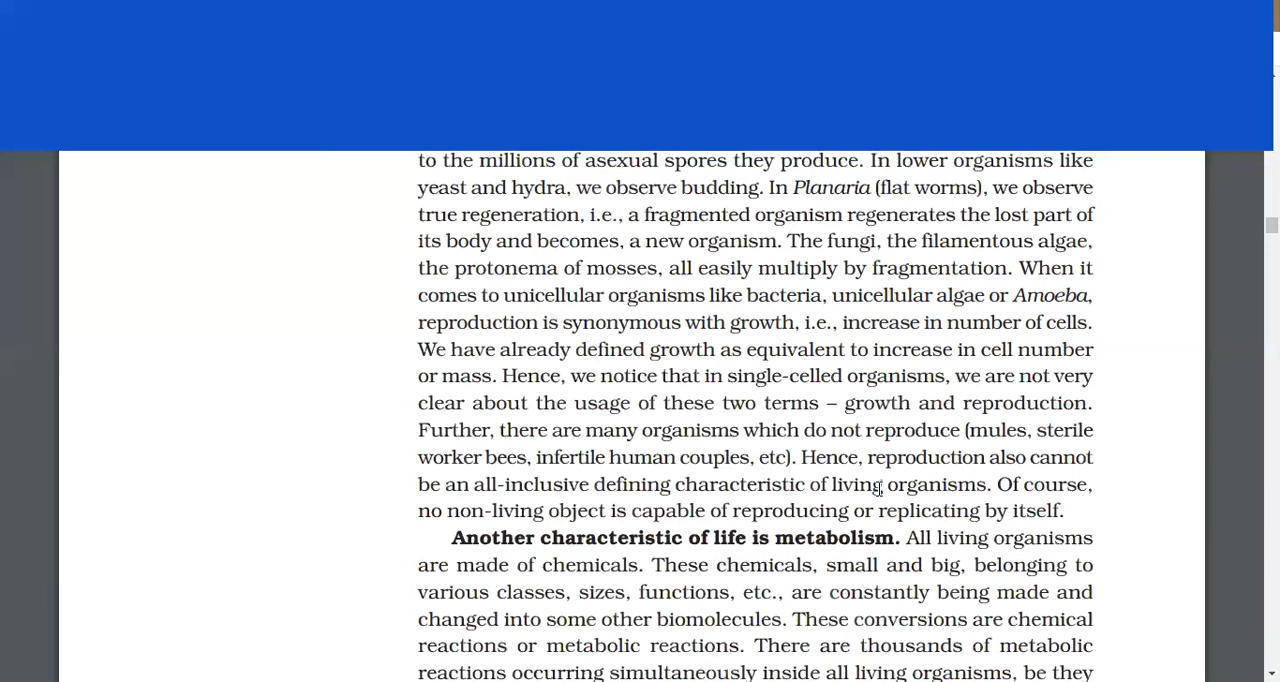 to the millions of asexual spores they produce. In lower organisms like
yeast and hydra, we observe budding. In Planaria (flat worms), we observe
true regeneration, i.e., a fragmented organism regenerates the lost part of
its body and becomes, a new organism. The fungi, the filamentous algae,
the protonema of mosses, all easily multiply by fragmentation. When it
comes to unicellular organisms like bacteria, unicellular algae or Amoeba,
reproduction is synonymous with growth, i.e., increase in number of cells.
We have already defined growth as equivalent to increase in cell number
or mass. Hence, we notice that in single-celled organisms, we are not very
clear about the usage of these two terms – growth and reproduction.
Further, there are many organisms which do not reproduce (mules, sterile
worker bees, infertile human couples, etc). Hence, reproduction also cannot
be an all-inclusive defining characteristic of living organisms. Of course,
no non-living object is capable of reproducing or replicating by itself.
Another characteristic of life is metabolism. All living organisms
are made of chemicals. These chemicals, small and big, belonging to
various classes, sizes, functions, etc., are constantly being made and
changed into some other biomolecules. These conversions are chemical
reactions or metabolic reactions. There are thousands of metabolic
reactions occurring simultaneously inside all living organisms, be they